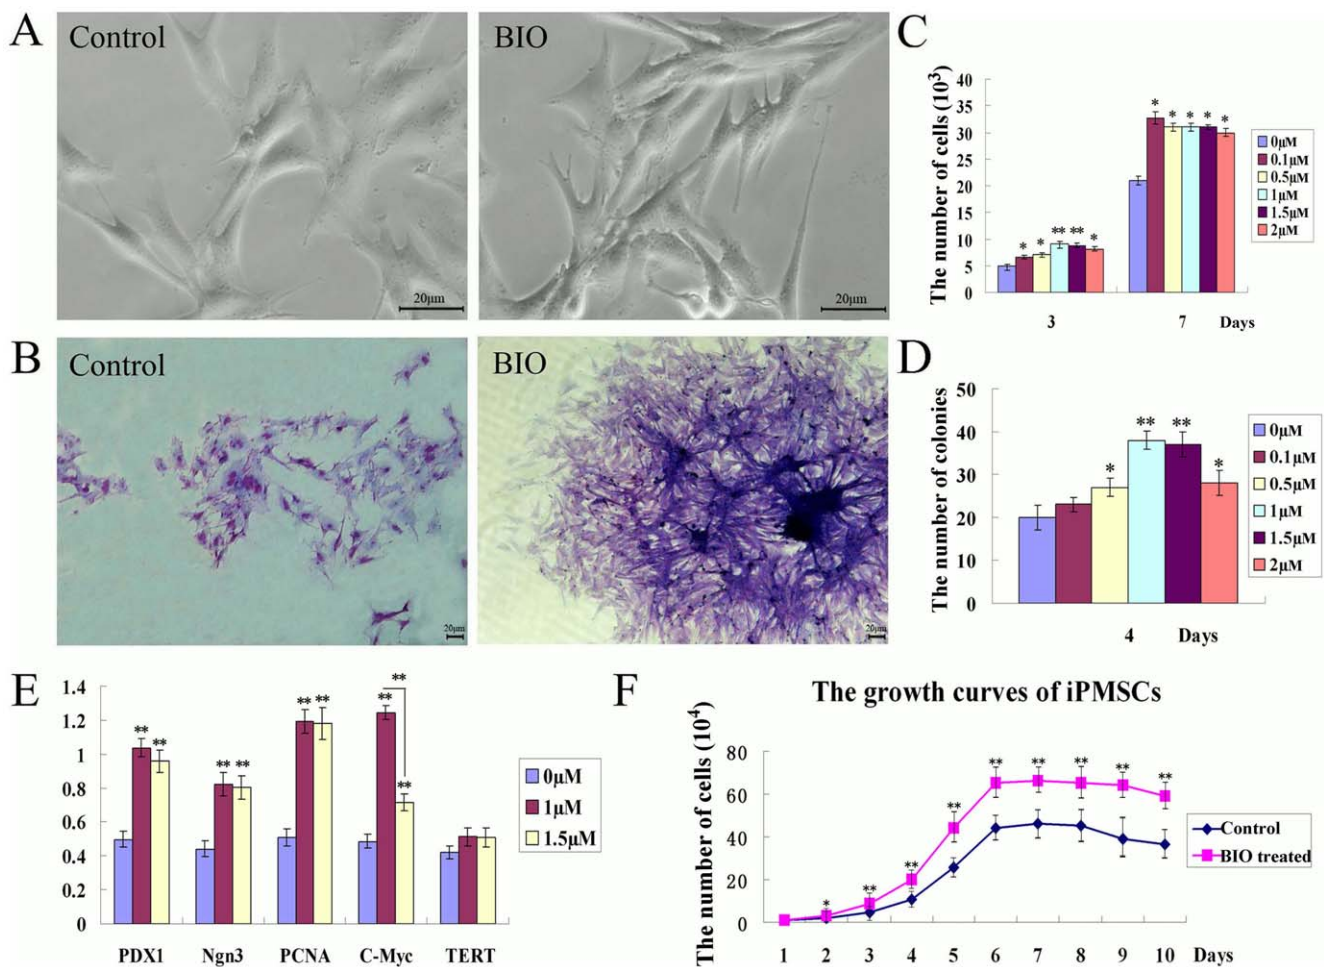 A
Control
20μm
BIO
20μm
B
Control
20μm
BIO
20μm
C
The number of cells (10³)
40
35
30
25
20
15
10
5
0
* * ** ** *
* * * * *
3 7 Days
0μM
0.1μM
0.5μM
1μM
1.5μM
2μM
D
The number of colonies
50
40
30
20
10
0
* ** ** *
4 Days
0μM
0.1μM
0.5μM
1μM
1.5μM
2μM
E
1.4
1.2
1
0.8
0.6
0.4
0.2
0
** **
** **
** **
** ** **
PDX1 Ngn3 PCNA C-Myc TERT
0μM
1μM
1.5μM
F
The growth curves of iPMSCs
The number of cells (10⁴)
80
60
40
20
0
* ** ** ** ** ** ** ** **
1 2 3 4 5 6 7 8 9 10 Days
Control
BIO treated